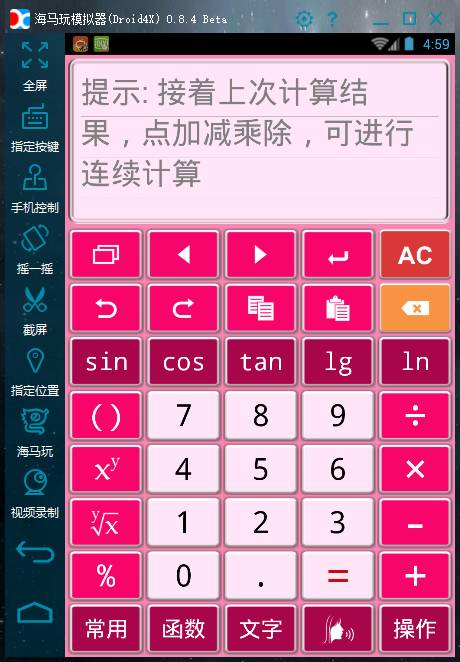 海马玩模拟器(Droid4X) 0.8.4 Beta
?
4:59
全屏
指定按键
手机控制
摇一摇
截屏
指定位置
海马玩
视频录制
提示: 接着上次计算结
果，点加减乘除，可进行
连续计算
AC
sin cos tan lg ln
( ) 7 8 9 ÷
xʸ 4 5 6 ×
ʸ√x 1 2 3 -
% 0 . = +
常用 函数 文字 操作